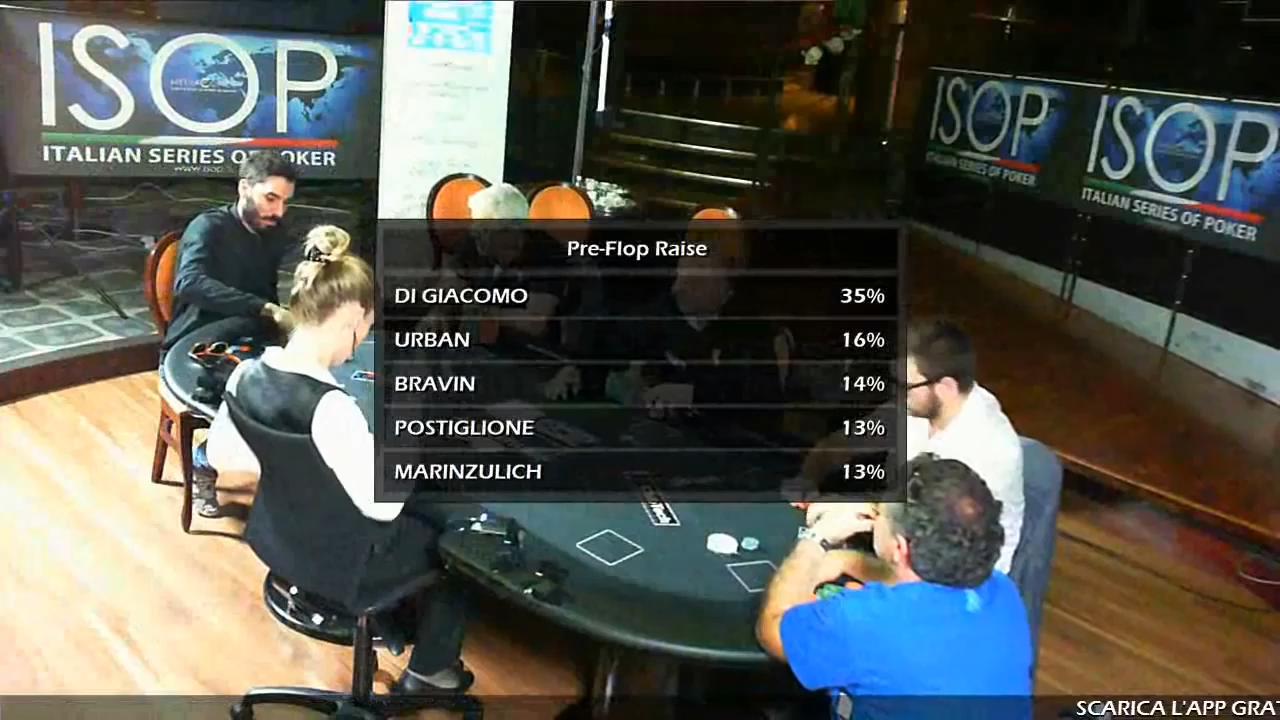 ISOP
ITALIAN SERIES OF POKER
ISOP
ITALIAN SERIES OF POKER
ISOP
ITALIAN SERIES OF POKER
Pre-Flop Raise
DI GIACOMO 35%
URBAN 16%
BRAVIN 14%
POSTIGLIONE 13%
MARINZULICH 13%
SCARICA L'APP GRA